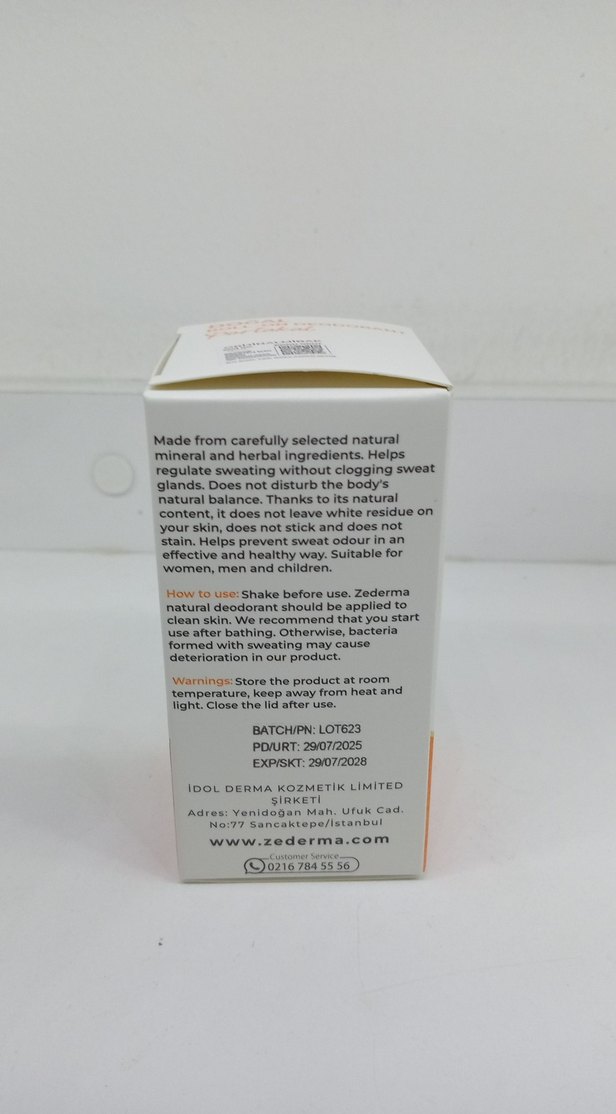 DOĞAL
ROLL-ON DEODORANT
Portakal
Made from carefully selected natural
mineral and herbal ingredients. Helps
regulate sweating without clogging sweat
glands. Does not disturb the body's
natural balance. Thanks to its natural
content, it does not leave white residue on
your skin, does not stick and does not
stain. Helps prevent sweat odour in an
effective and healthy way. Suitable for
women, men and children.
How to use: Shake before use. Zederma
natural deodorant should be applied to
clean skin. We recommend that you start
use after bathing. Otherwise, bacteria
formed with sweating may cause
deterioration in our product.
Warnings: Store the product at room
temperature, keep away from heat and
light. Close the lid after use.
BATCH/PN: LOT623
PD/URT: 29/07/2025
EXP/SKT: 29/07/2028
İDOL DERMA KOZMETİK LİMİTED
ŞİRKETİ
Adres: Yenidoğan Mah. Ufuk Cad.
No:77 Sancaktepe/İstanbul
www.zederma.com
Customer Service
0216 784 55 56